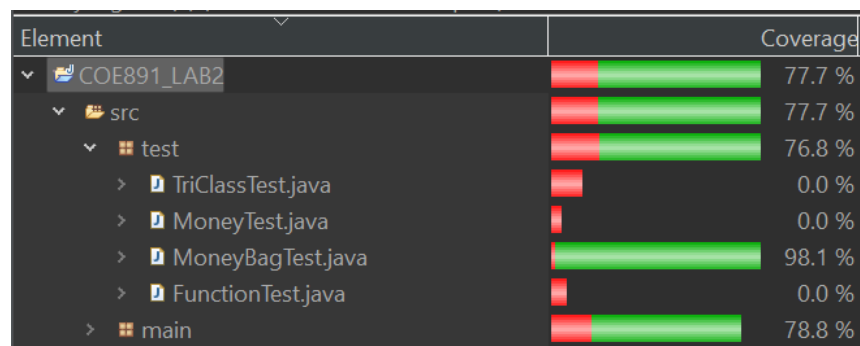 Element Coverage
COE891_LAB2 77.7 %
src 77.7 %
test 76.8 %
TriClassTest.java 0.0 %
MoneyTest.java 0.0 %
MoneyBagTest.java 98.1 %
FunctionTest.java 0.0 %
main 78.8 %